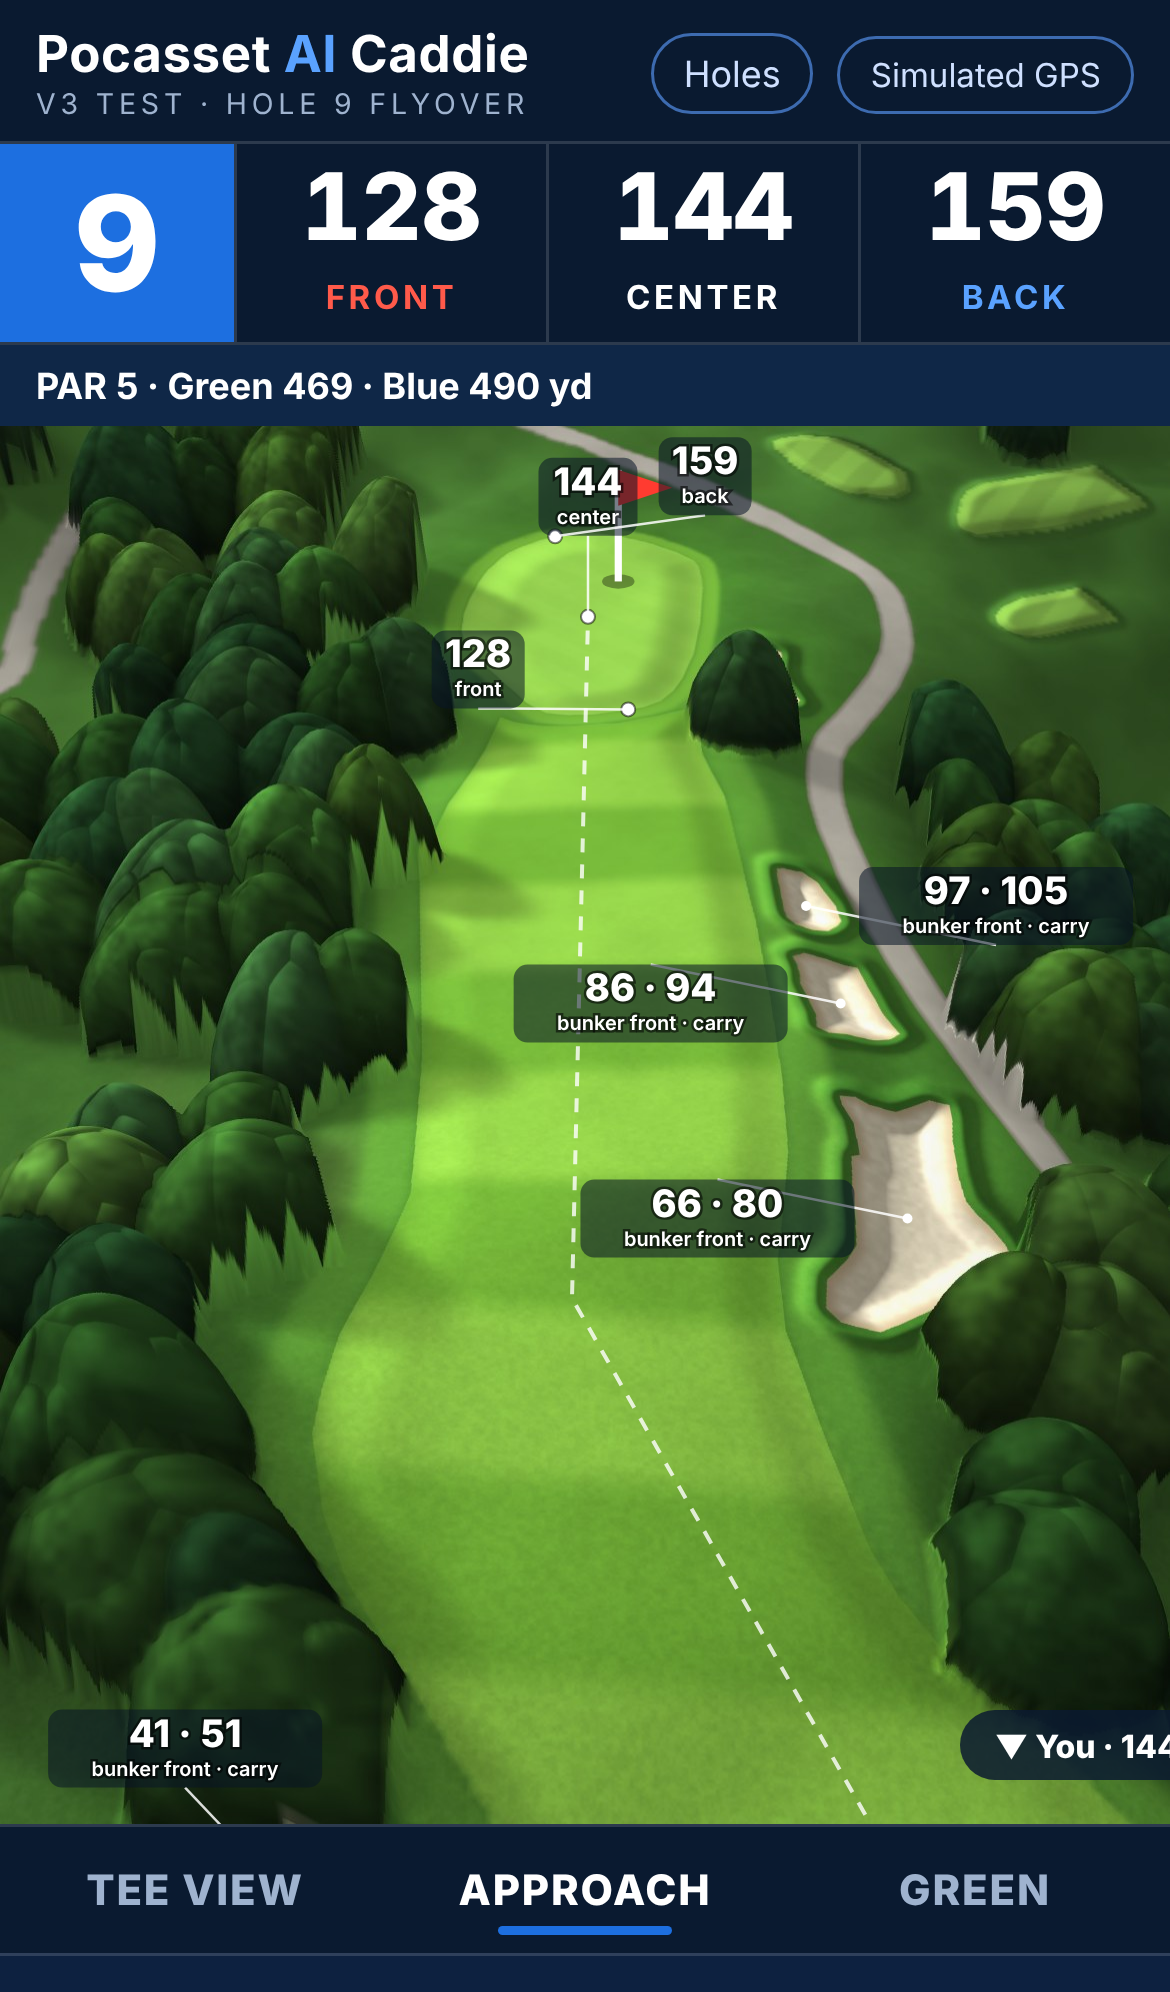 Pocasset AI Caddie
V3 TEST · HOLE 9 FLYOVER
Holes
Simulated GPS
9
128
FRONT
144
CENTER
159
BACK
PAR 5 · Green 469 · Blue 490 yd
159
back
144
center
128
front
97 · 105
bunker front · carry
86 · 94
bunker front · carry
66 · 80
bunker front · carry
41 · 51
bunker front · carry
▼ You · 144
TEE VIEW
APPROACH
GREEN